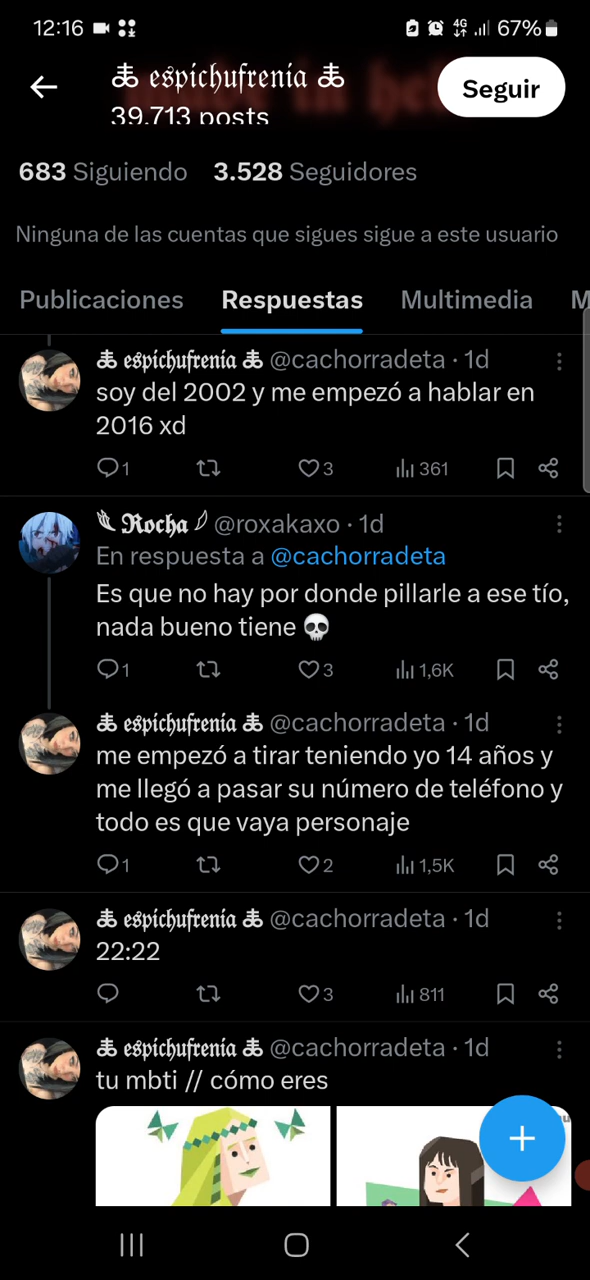 12:16 4G 67%
🜏 𝖊𝖘𝖕𝖎𝖈𝖍𝖚𝖋𝖗𝖊𝖓𝖎𝖆 🜏
39.713 posts
Seguir
683 Siguiendo 3.528 Seguidores
Ninguna de las cuentas que sigues sigue a este usuario
Publicaciones Respuestas Multimedia M
🜏 𝖊𝖘𝖕𝖎𝖈𝖍𝖚𝖋𝖗𝖊𝖓𝖎𝖆 🜏 @cachorradeta · 1d
soy del 2002 y me empezó a hablar en
2016 xd
1 3 361
𝕽𝖔𝖈𝖍𝖆 @roxakaxo · 1d
En respuesta a @cachorradeta
Es que no hay por donde pillarle a ese tío,
nada bueno tiene 💀
1 3 1,6K
🜏 𝖊𝖘𝖕𝖎𝖈𝖍𝖚𝖋𝖗𝖊𝖓𝖎𝖆 🜏 @cachorradeta · 1d
me empezó a tirar teniendo yo 14 años y
me llegó a pasar su número de teléfono y
todo es que vaya personaje
1 2 1,5K
🜏 𝖊𝖘𝖕𝖎𝖈𝖍𝖚𝖋𝖗𝖊𝖓𝖎𝖆 🜏 @cachorradeta · 1d
22:22
3 811
🜏 𝖊𝖘𝖕𝖎𝖈𝖍𝖚𝖋𝖗𝖊𝖓𝖎𝖆 🜏 @cachorradeta · 1d
tu mbti // cómo eres